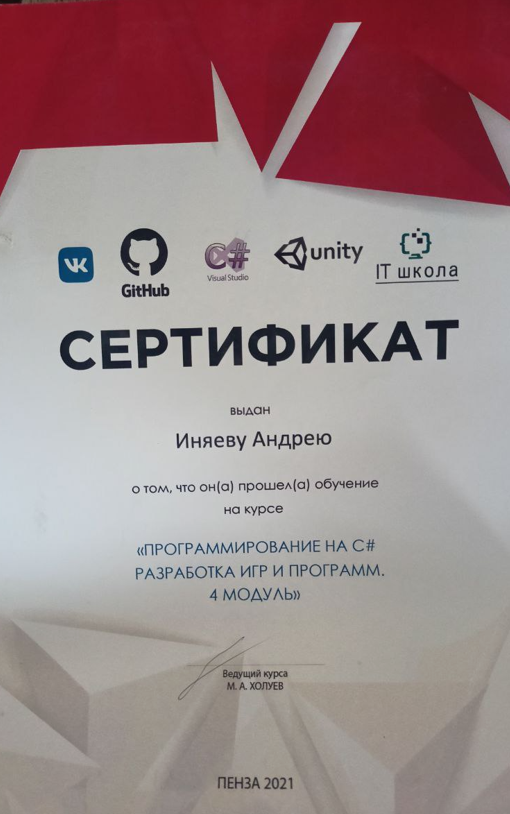 VK
GitHub
C#
Visual Studio
unity
IT школа
СЕРТИФИКАТ
выдан
Иняеву Андрею
о том, что он(а) прошел(а) обучение
на курсе
«ПРОГРАММИРОВАНИЕ НА C#
РАЗРАБОТКА ИГР И ПРОГРАММ.
4 МОДУЛЬ»
Ведущий курса
М. А. ХОЛУЕВ
ПЕНЗА 2021